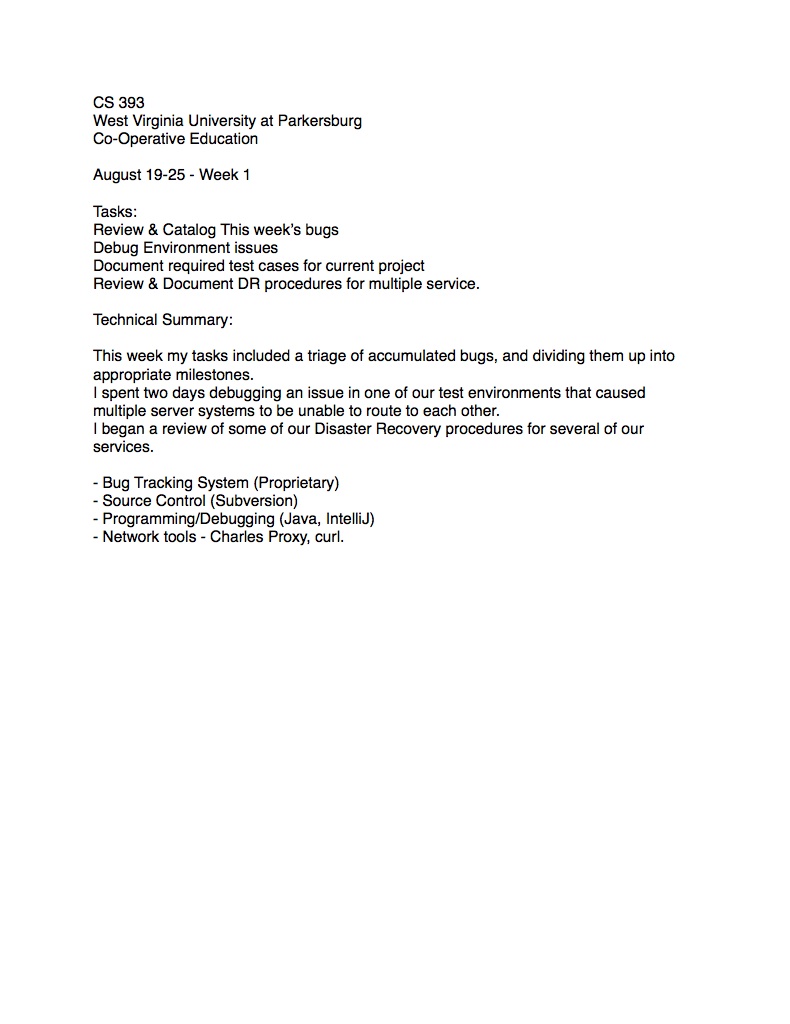 CS 393
West Virginia University at Parkersburg
Co-Operative Education
August 19-25 - Week 1
Tasks:
Review & Catalog This week’s bugs
Debug Environment issues
Document required test cases for current project
Review & Document DR procedures for multiple service.
Technical Summary:
This week my tasks included a triage of accumulated bugs, and dividing them up into
appropriate milestones.
I spent two days debugging an issue in one of our test environments that caused
multiple server systems to be unable to route to each other.
I began a review of some of our Disaster Recovery procedures for several of our
services.
- Bug Tracking System (Proprietary)
- Source Control (Subversion)
- Programming/Debugging (Java, IntelliJ)
- Network tools - Charles Proxy, curl.